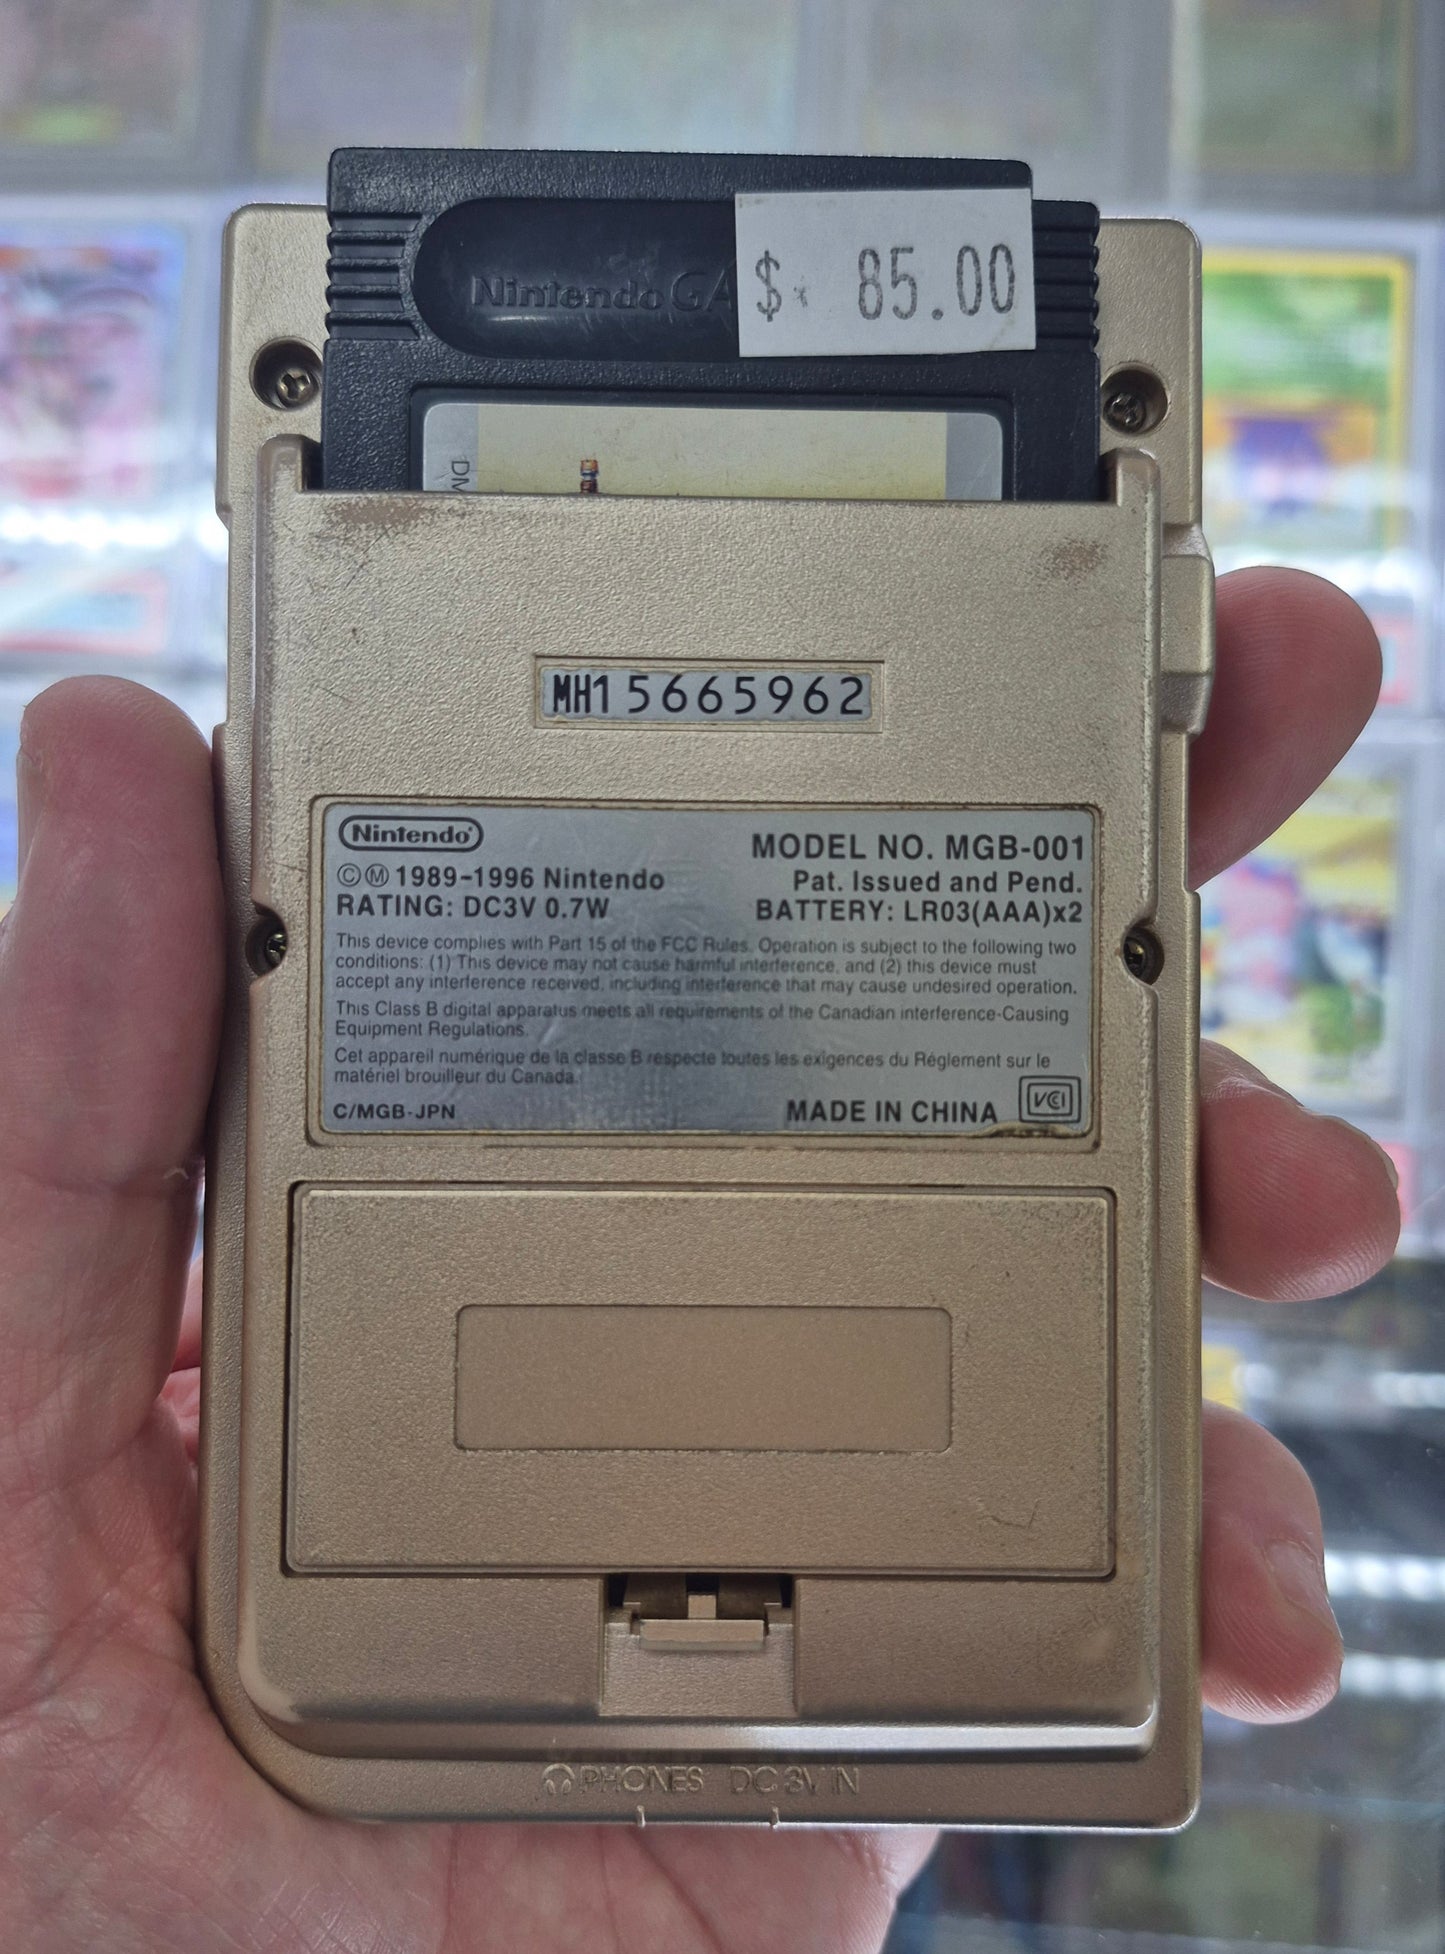 Nintendo GA
$ 85.00
DM
MH15665962
Nintendo
MODEL NO. MGB-001
©Ⓜ 1989-1996 Nintendo
Pat. Issued and Pend.
RATING: DC3V 0.7W
BATTERY: LR03(AAA)x2
This device complies with Part 15 of the FCC Rules. Operation is subject to the following two
conditions: (1) This device may not cause harmful interference, and (2) this device must
accept any interference received, including interference that may cause undesired operation.
This Class B digital apparatus meets all requirements of the Canadian interference-Causing
Equipment Regulations.
Cet appareil numérique de la classe B respecte toutes les exigences du Réglement sur le
matériel brouilleur du Canada.
C/MGB-JPN
MADE IN CHINA
VCI
PHONES DC 3V IN